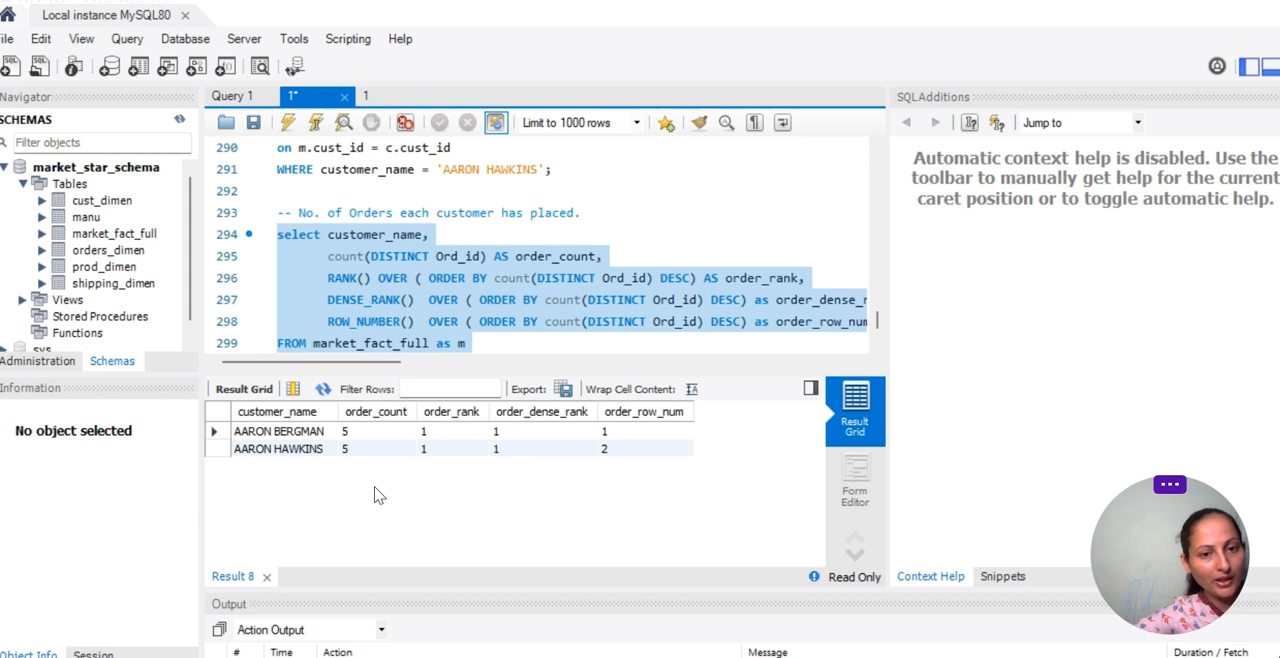 Local instance MySQL80
File Edit View Query Database Server Tools Scripting Help
Navigator
SCHEMAS
Filter objects
market_star_schema
Tables
cust_dimen
manu
market_fact_full
orders_dimen
prod_dimen
shipping_dimen
Views
Stored Procedures
Functions
sys
Administration Schemas
Information
No object selected
Object Info Session
Query 1 1* 1
Limit to 1000 rows
290 on m.cust_id = c.cust_id
291 WHERE customer_name = 'AARON HAWKINS';
292
293 -- No. of Orders each customer has placed.
294 select customer_name,
295 count(DISTINCT Ord_id) AS order_count,
296 RANK() OVER ( ORDER BY count(DISTINCT Ord_id) DESC) AS order_rank,
297 DENSE_RANK() OVER ( ORDER BY count(DISTINCT Ord_id) DESC) as order_dense_r
298 ROW_NUMBER() OVER ( ORDER BY count(DISTINCT Ord_id) DESC) as order_row_num
299 FROM market_fact_full as m
Result Grid Filter Rows: Export: Wrap Cell Content:
customer_name order_count order_rank order_dense_rank order_row_num
AARON BERGMAN 5 1 1 1
AARON HAWKINS 5 1 1 2
Result Grid
Form Editor
Result 8
Read Only
Output
Action Output
# Time Action Message Duration / Fetch
SQLAdditions
Jump to
Automatic context help is disabled. Use the
toolbar to manually get help for the current
caret position or to toggle automatic help.
Context Help Snippets